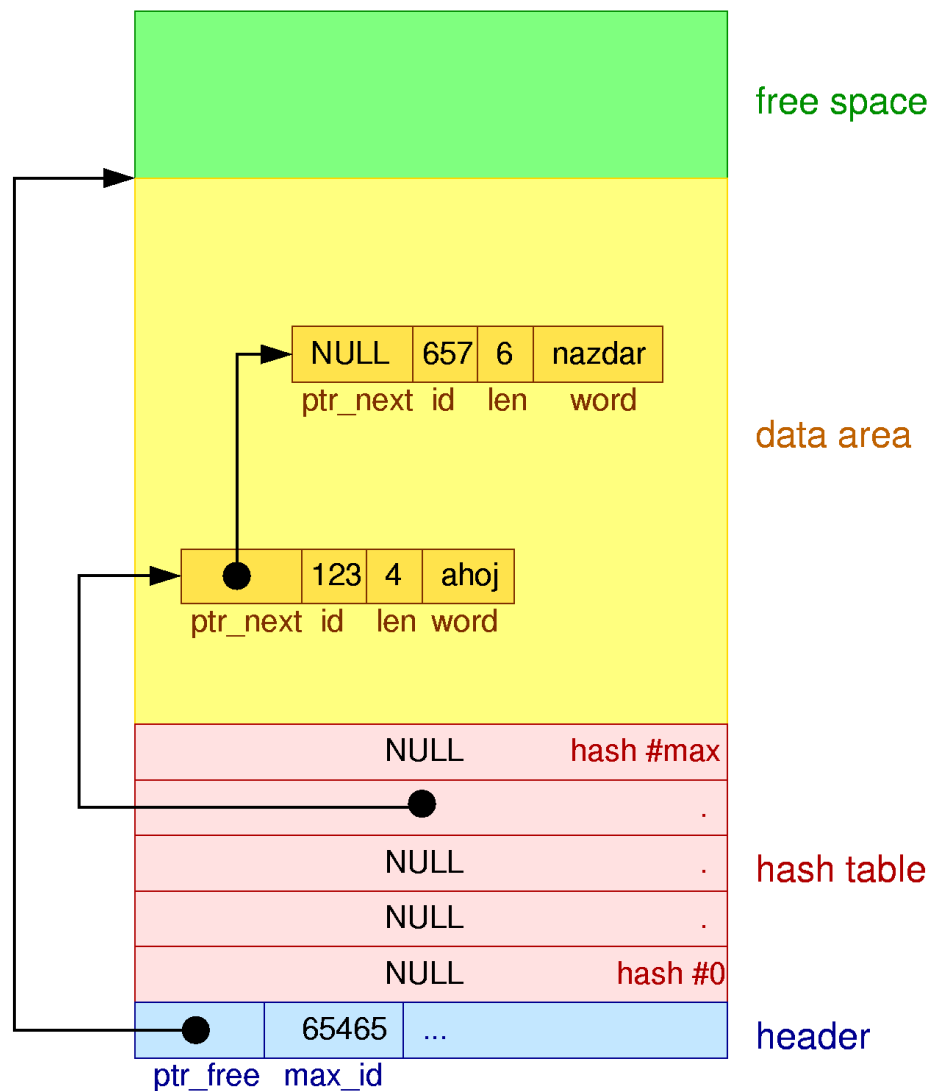 free space
NULL 657 6 nazdar
ptr_next id len word
data area
123 4 ahoj
ptr_next id len word
NULL hash #max
.
NULL .
hash table
NULL .
NULL hash #0
65465 ...
header
ptr_free max_id